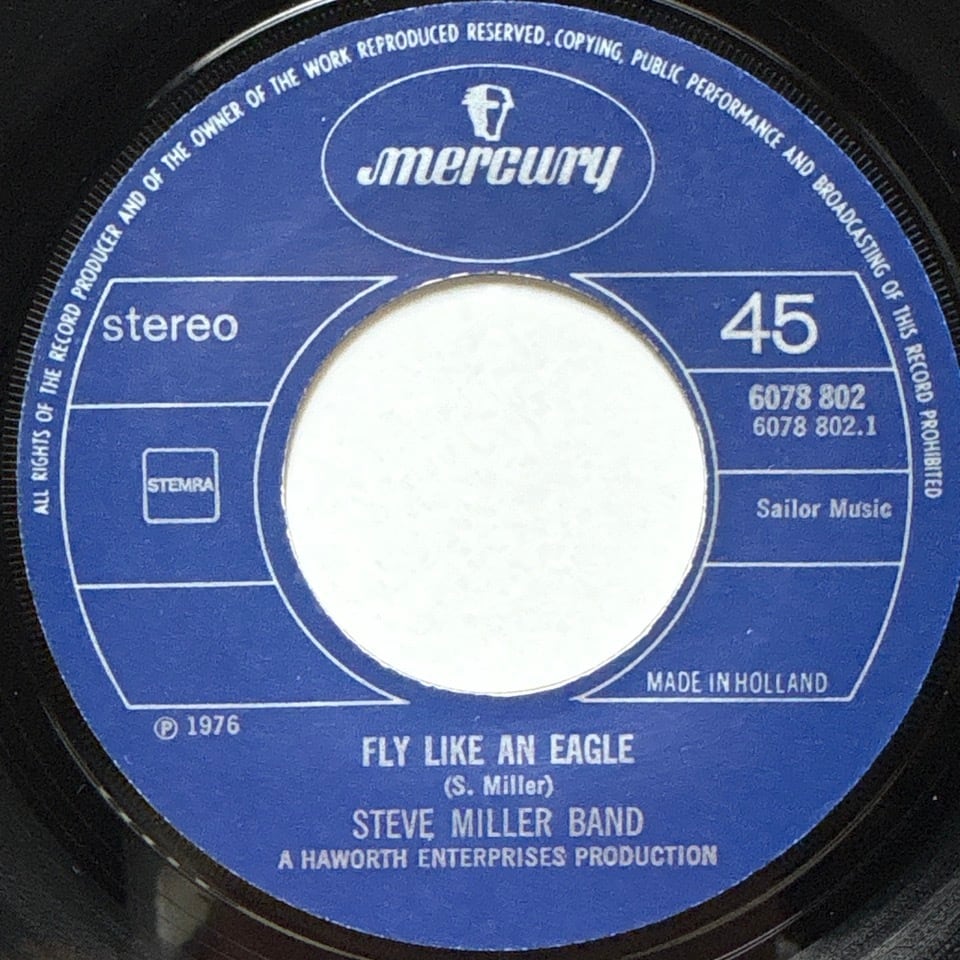 ALL RIGHTS OF THE RECORD PRODUCER AND OF THE OWNER OF THE WORK REPRODUCED RESERVED. COPYING, PUBLIC PERFORMANCE AND BROADCASTING OF THIS RECORD PROHIBITED
mercury
stereo
45
6078 802
6078 802.1
STEMRA
Sailor Music
MADE IN HOLLAND
℗ 1976
FLY LIKE AN EAGLE
(S. Miller)
STEVE MILLER BAND
A HAWORTH ENTERPRISES PRODUCTION